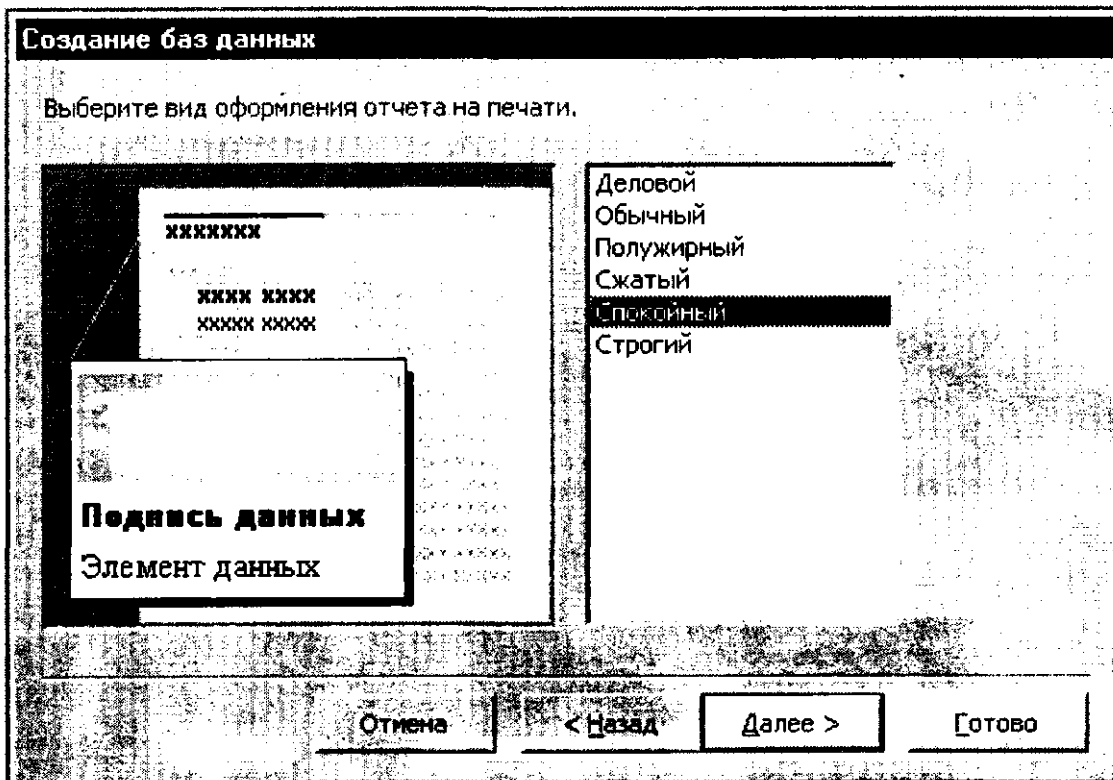 Создание баз данных
Выберите вид оформления отчета на печати.
xxxxxxx
xxxx xxxx
xxxxx xxxxx
Подпись данных
Элемент данных
Деловой
Обычный
Полужирный
Сжатый
Спокойный
Строгий
Отмена
< Назад
Далее >
Готово